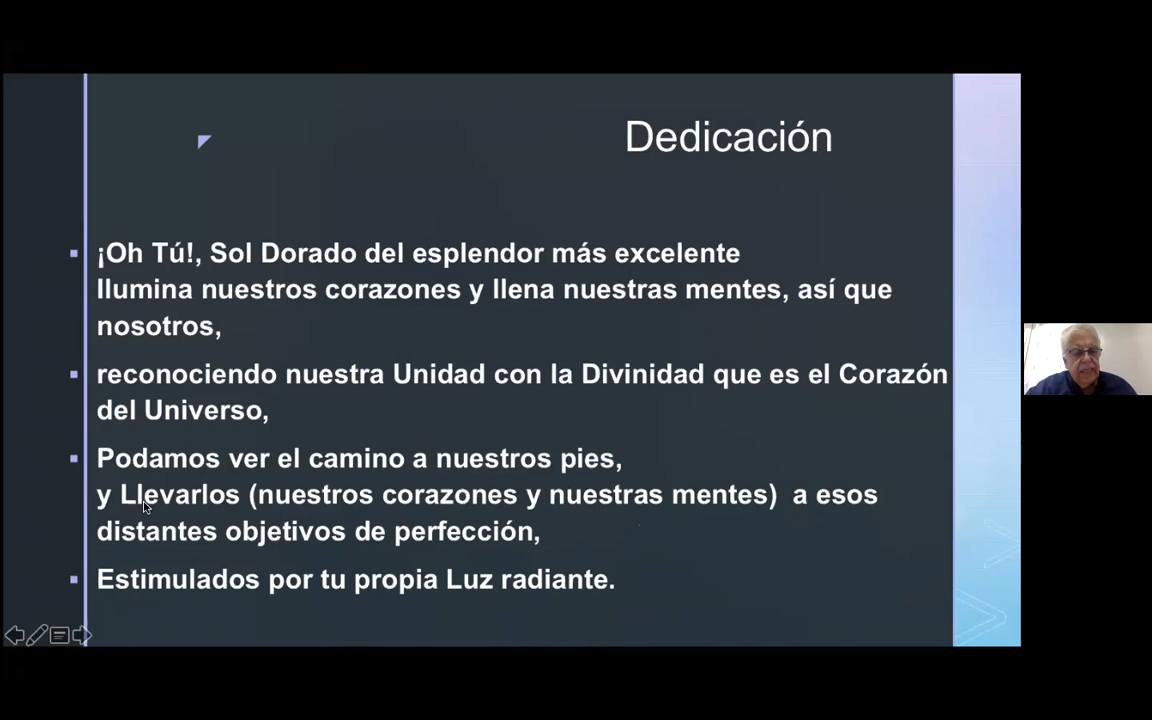 Dedicación
¡Oh Tú!, Sol Dorado del esplendor más excelente
Ilumina nuestros corazones y llena nuestras mentes, así que
nosotros,
reconociendo nuestra Unidad con la Divinidad que es el Corazón
del Universo,
Podamos ver el camino a nuestros pies,
y Llevarlos (nuestros corazones y nuestras mentes) a esos
distantes objetivos de perfección,
Estimulados por tu propia Luz radiante.